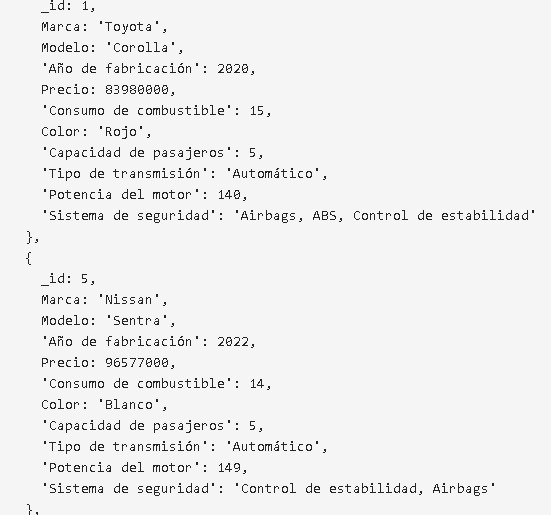 _id: 1,
Marca: 'Toyota',
Modelo: 'Corolla',
'Año de fabricación': 2020,
Precio: 83980000,
'Consumo de combustible': 15,
Color: 'Rojo',
'Capacidad de pasajeros': 5,
'Tipo de transmisión': 'Automático',
'Potencia del motor': 140,
'Sistema de seguridad': 'Airbags, ABS, Control de estabilidad'
},
{
_id: 5,
Marca: 'Nissan',
Modelo: 'Sentra',
'Año de fabricación': 2022,
Precio: 96577000,
'Consumo de combustible': 14,
Color: 'Blanco',
'Capacidad de pasajeros': 5,
'Tipo de transmisión': 'Automático',
'Potencia del motor': 149,
'Sistema de seguridad': 'Control de estabilidad, Airbags'
},